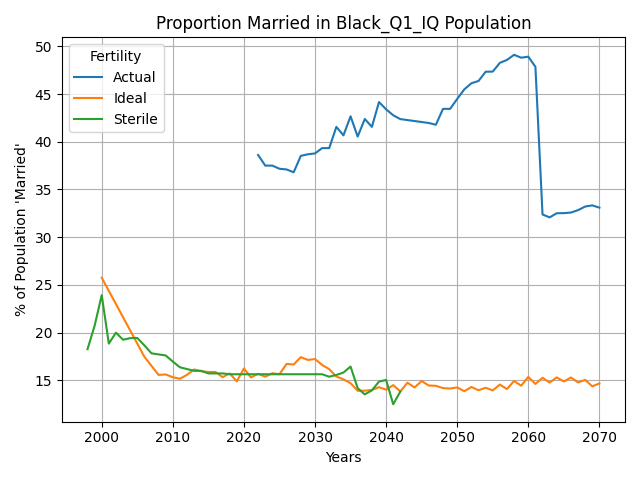 Proportion Married in Black_Q1_IQ Population
% of Population 'Married'
50
45
40
35
30
25
20
15
Fertility
Actual
Ideal
Sterile
2000 2010 2020 2030 2040 2050 2060 2070
Years